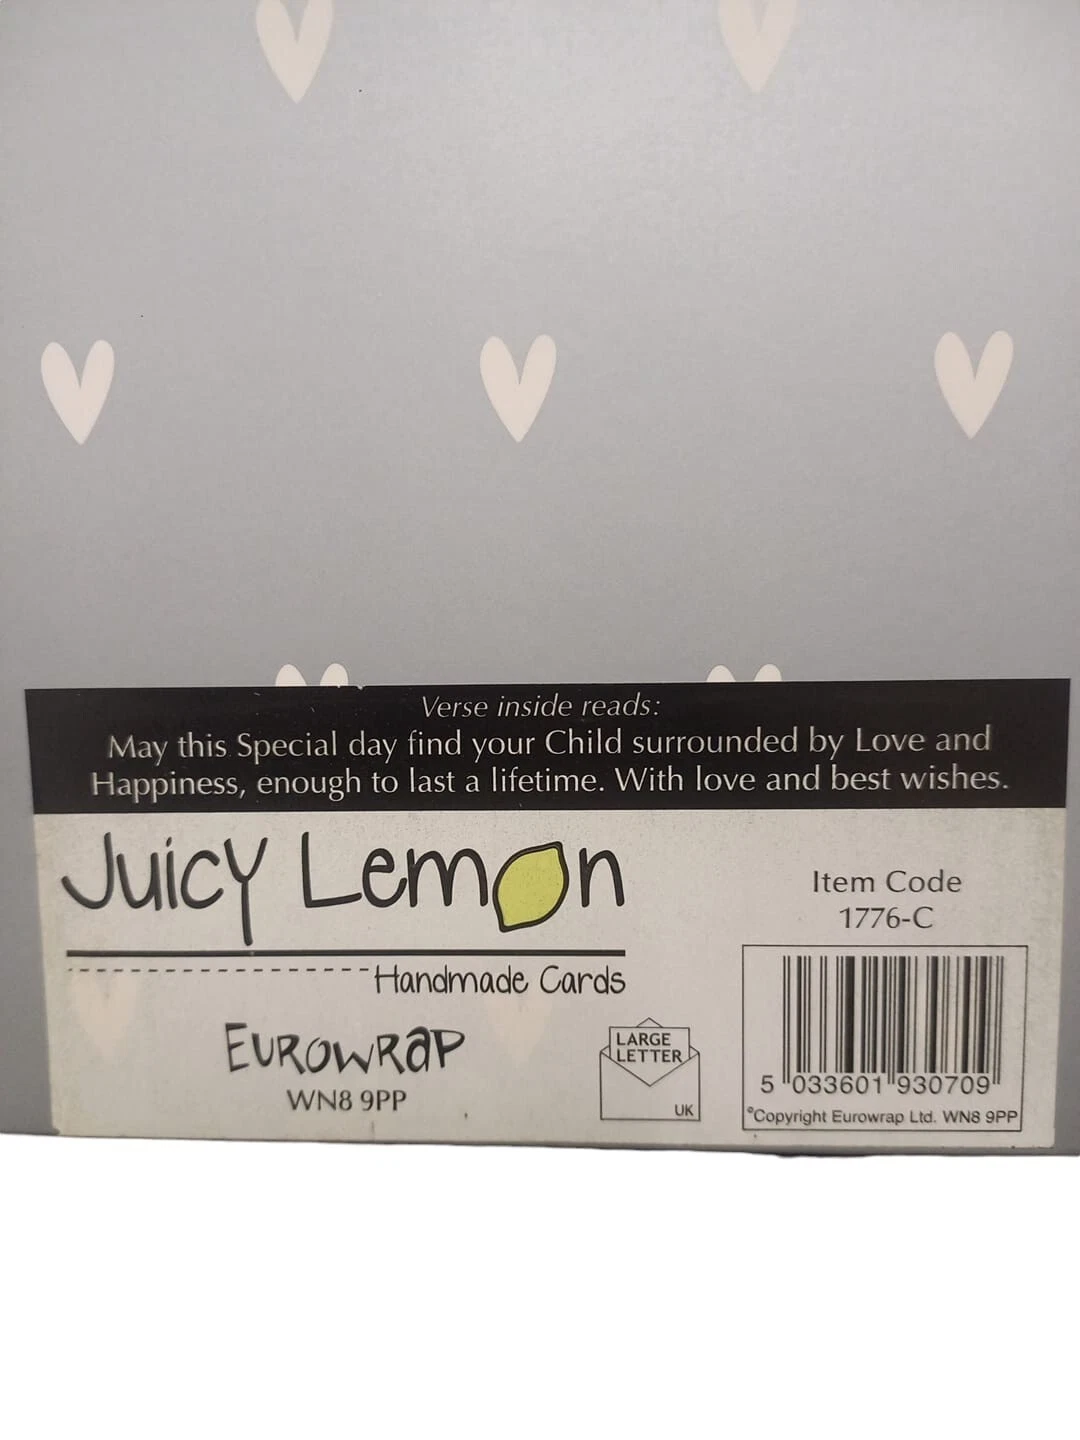 Verse inside reads:
May this Special day find your Child surrounded by Love and
Happiness, enough to last a lifetime. With love and best wishes.
Juicy Lemon
Handmade Cards
EUROWRAP
WN8 9PP
LARGE
LETTER
UK
Item Code
1776-C
5 033601 930709
©Copyright Eurowrap Ltd. WN8 9PP